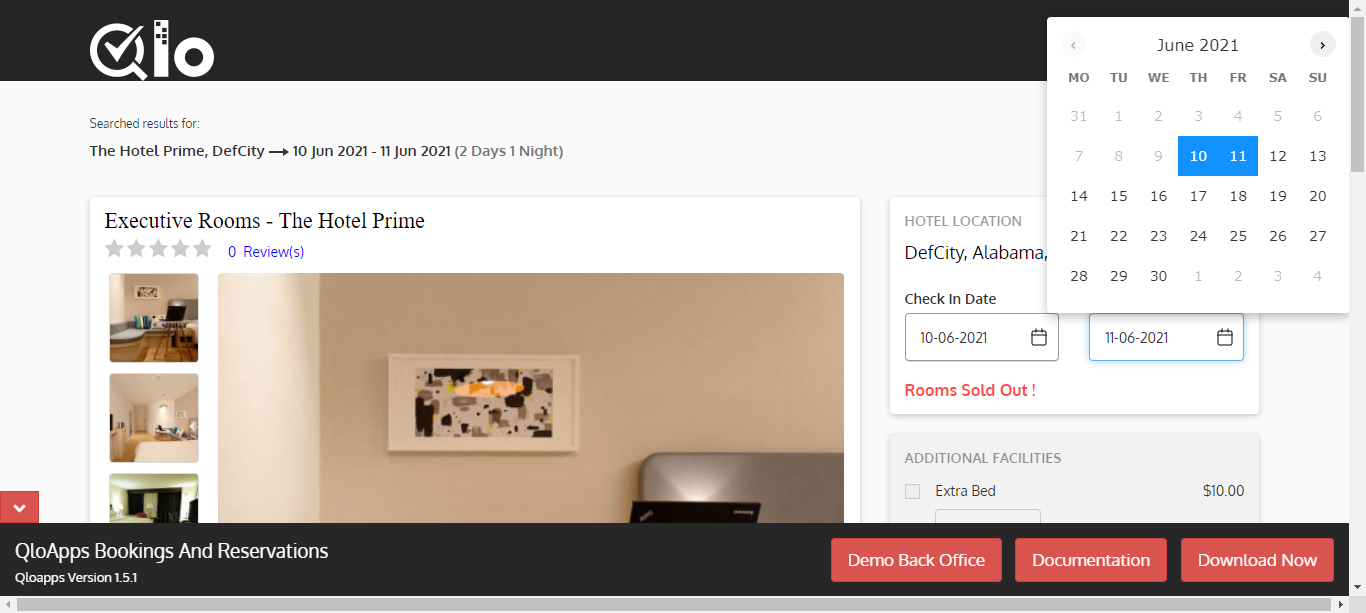 Qlo
Searched results for:
The Hotel Prime, DefCity → 10 Jun 2021 - 11 Jun 2021 (2 Days 1 Night)
Executive Rooms - The Hotel Prime
0 Review(s)
June 2021
MO TU WE TH FR SA SU
31 1 2 3 4 5 6
7 8 9 10 11 12 13
14 15 16 17 18 19 20
21 22 23 24 25 26 27
28 29 30 1 2 3 4
HOTEL LOCATION
DefCity, Alabama,
Check In Date
10-06-2021 11-06-2021
Rooms Sold Out !
ADDITIONAL FACILITIES
Extra Bed $10.00
QloApps Bookings And Reservations
Qloapps Version 1.5.1
Demo Back Office Documentation Download Now